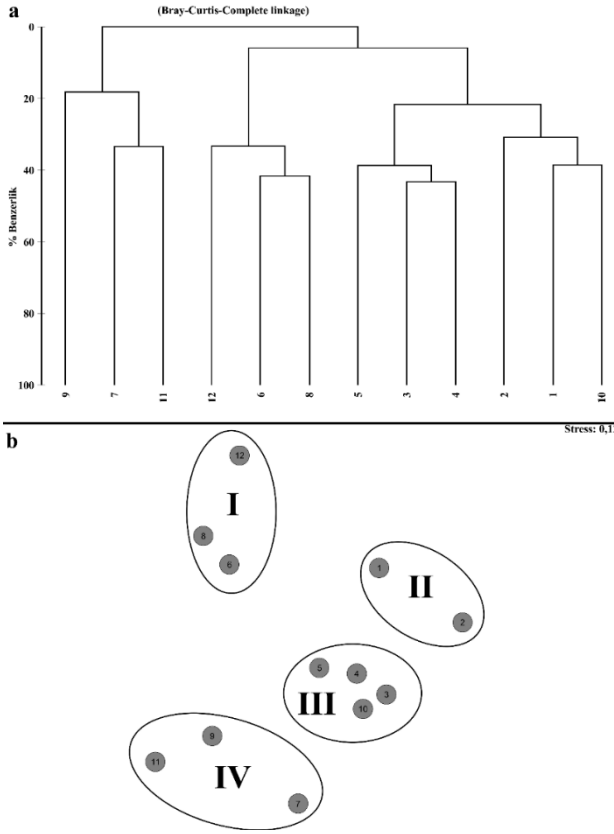 a
(Bray-Curtis-Complete linkage)
% Benzerlik
0
20
40
60
80
100
9 7 11 12 6 8 5 3 4 2 1 10
b
Stress: 0,1
12
I
8
6
1
II
2
5
4
3
III
10
9
11
IV
7